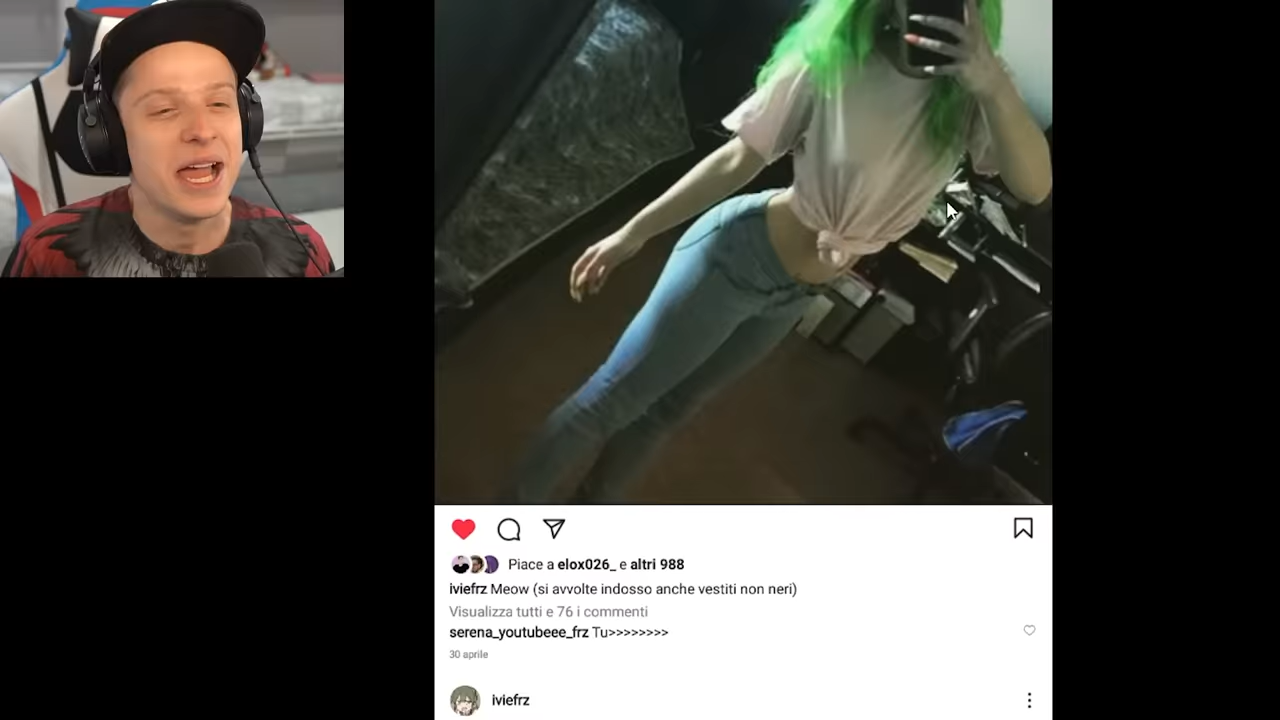 Piace a elox026_ e altri 988
iviefrz Meow (si avvolte indosso anche vestiti non neri)
Visualizza tutti e 76 i commenti
serena_youtubeee_frz Tu>>>>>>>>
30 aprile
iviefrz